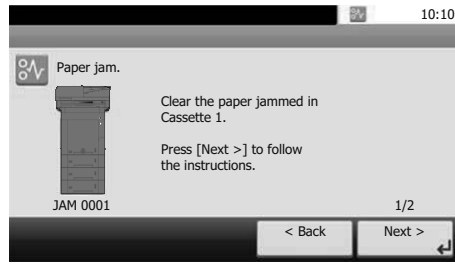 10:10
Paper jam.
Clear the paper jammed in
Cassette 1.
Press [Next >] to follow
the instructions.
JAM 0001
1/2
< Back
Next >